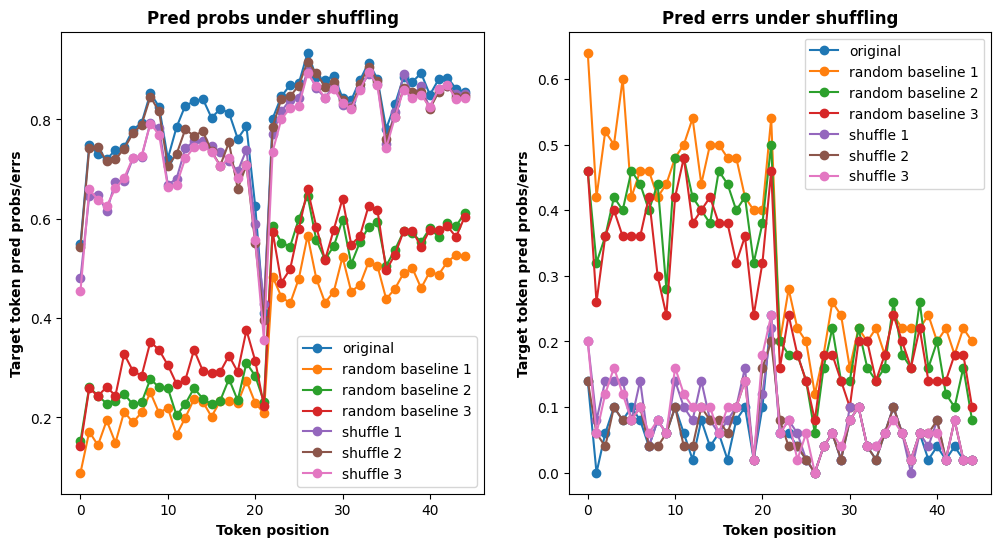 Pred probs under shuffling
Target token pred probs/errs
0.8
0.6
0.4
0.2
original
random baseline 1
random baseline 2
random baseline 3
shuffle 1
shuffle 2
shuffle 3
0 10 20 30 40
Token position
Pred errs under shuffling
Target token pred probs/errs
0.6
0.5
0.4
0.3
0.2
0.1
0.0
original
random baseline 1
random baseline 2
random baseline 3
shuffle 1
shuffle 2
shuffle 3
0 10 20 30 40
Token position